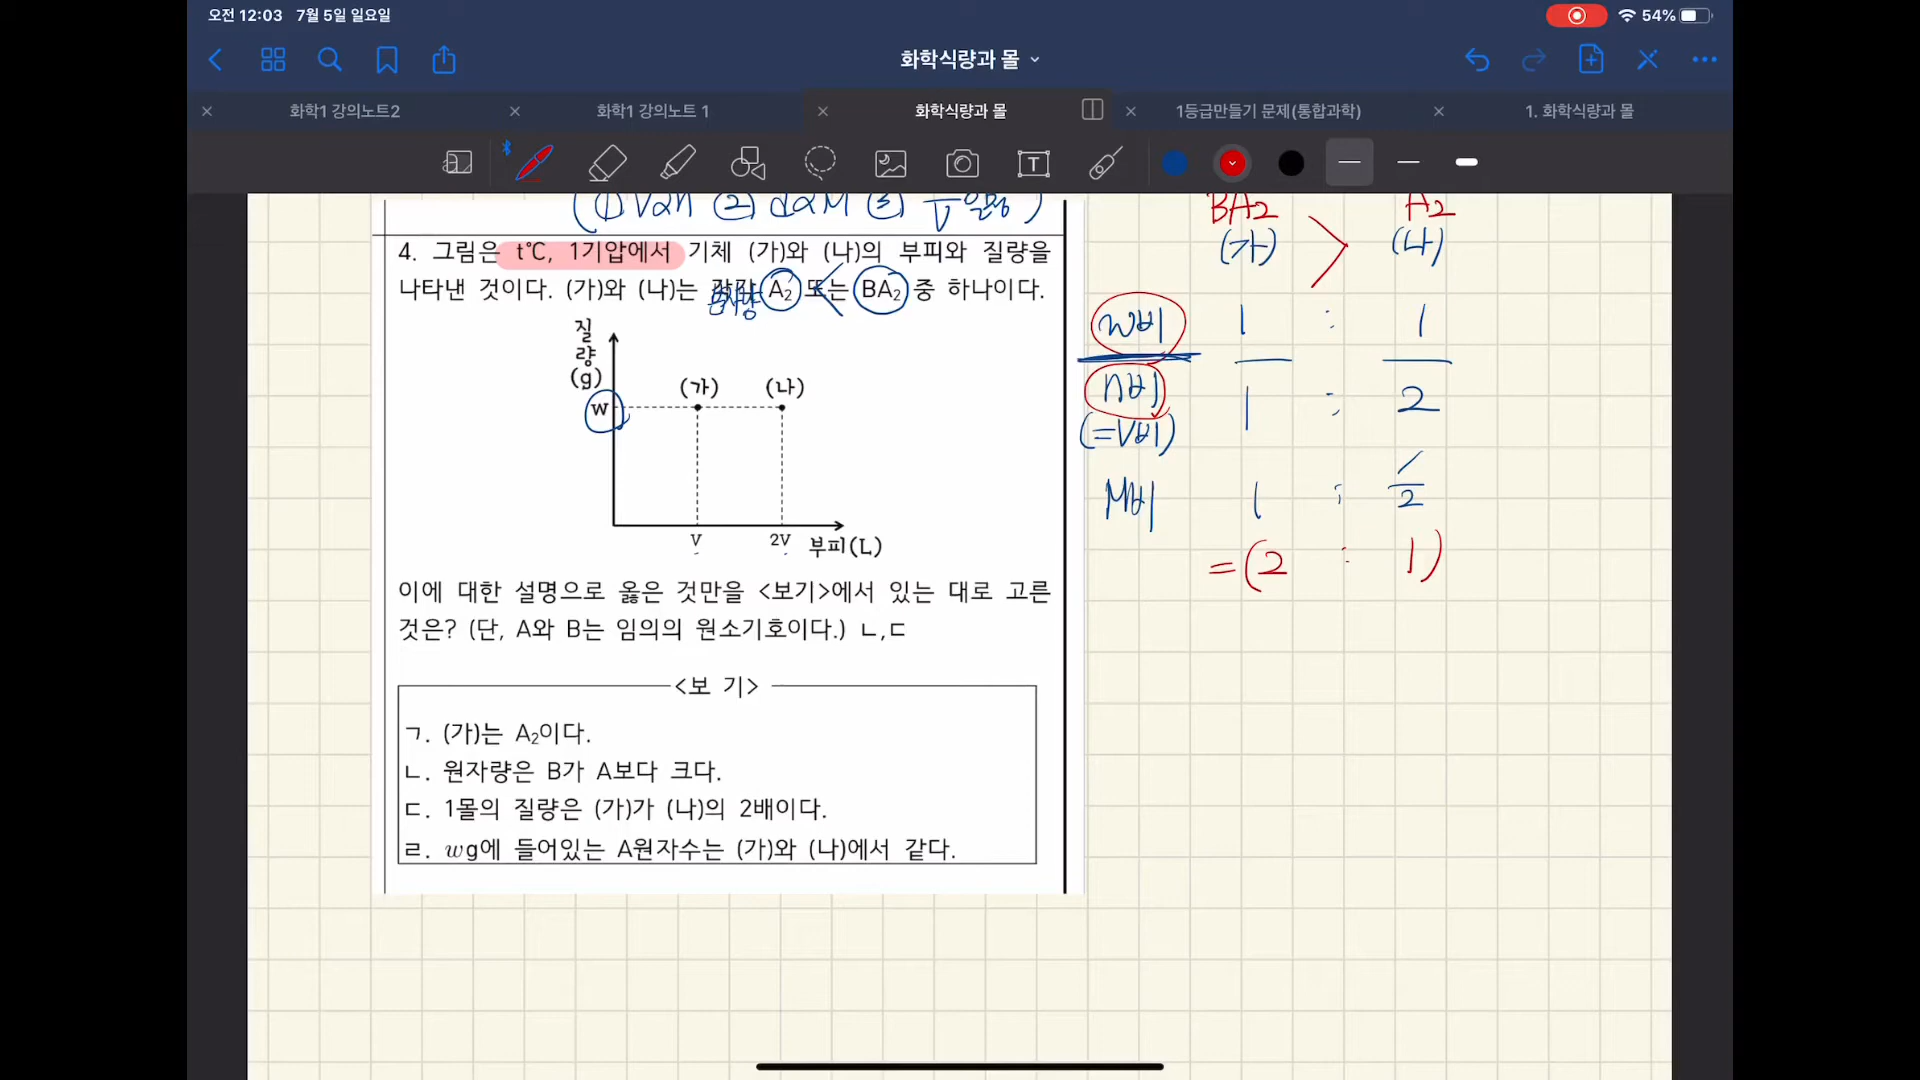 오전 12:03 7월 5일 일요일
54%
화학식량과 몰
화학1 강의노트2
화학1 강의노트 1
화학식량과 몰
1등급만들기 문제(통합과학)
1. 화학식량과 몰
(① V∝n ② d∝M ③ 1/V 일정)
4. 그림은 t℃, 1기압에서 기체 (가)와 (나)의 부피와 질량을
나타낸 것이다. (가)와 (나)는 각각 A₂ 또는 BA₂ 중 하나이다.
분자량 <
질량(g)
(가) (나)
w
V 2V 부피(L)
이에 대한 설명으로 옳은 것만을 <보기>에서 있는 대로 고른
것은? (단, A와 B는 임의의 원소기호이다.) ㄴ,ㄷ
<보 기>
ㄱ. (가)는 A₂이다.
ㄴ. 원자량은 B가 A보다 크다.
ㄷ. 1몰의 질량은 (가)가 (나)의 2배이다.
ㄹ. wg에 들어있는 A원자수는 (가)와 (나)에서 같다.
BA₂ > A₂
(가) (나)
w비 1 : 1
n비 1 : 2
(=V비)
M비 1 : 1/2
=(2 : 1)